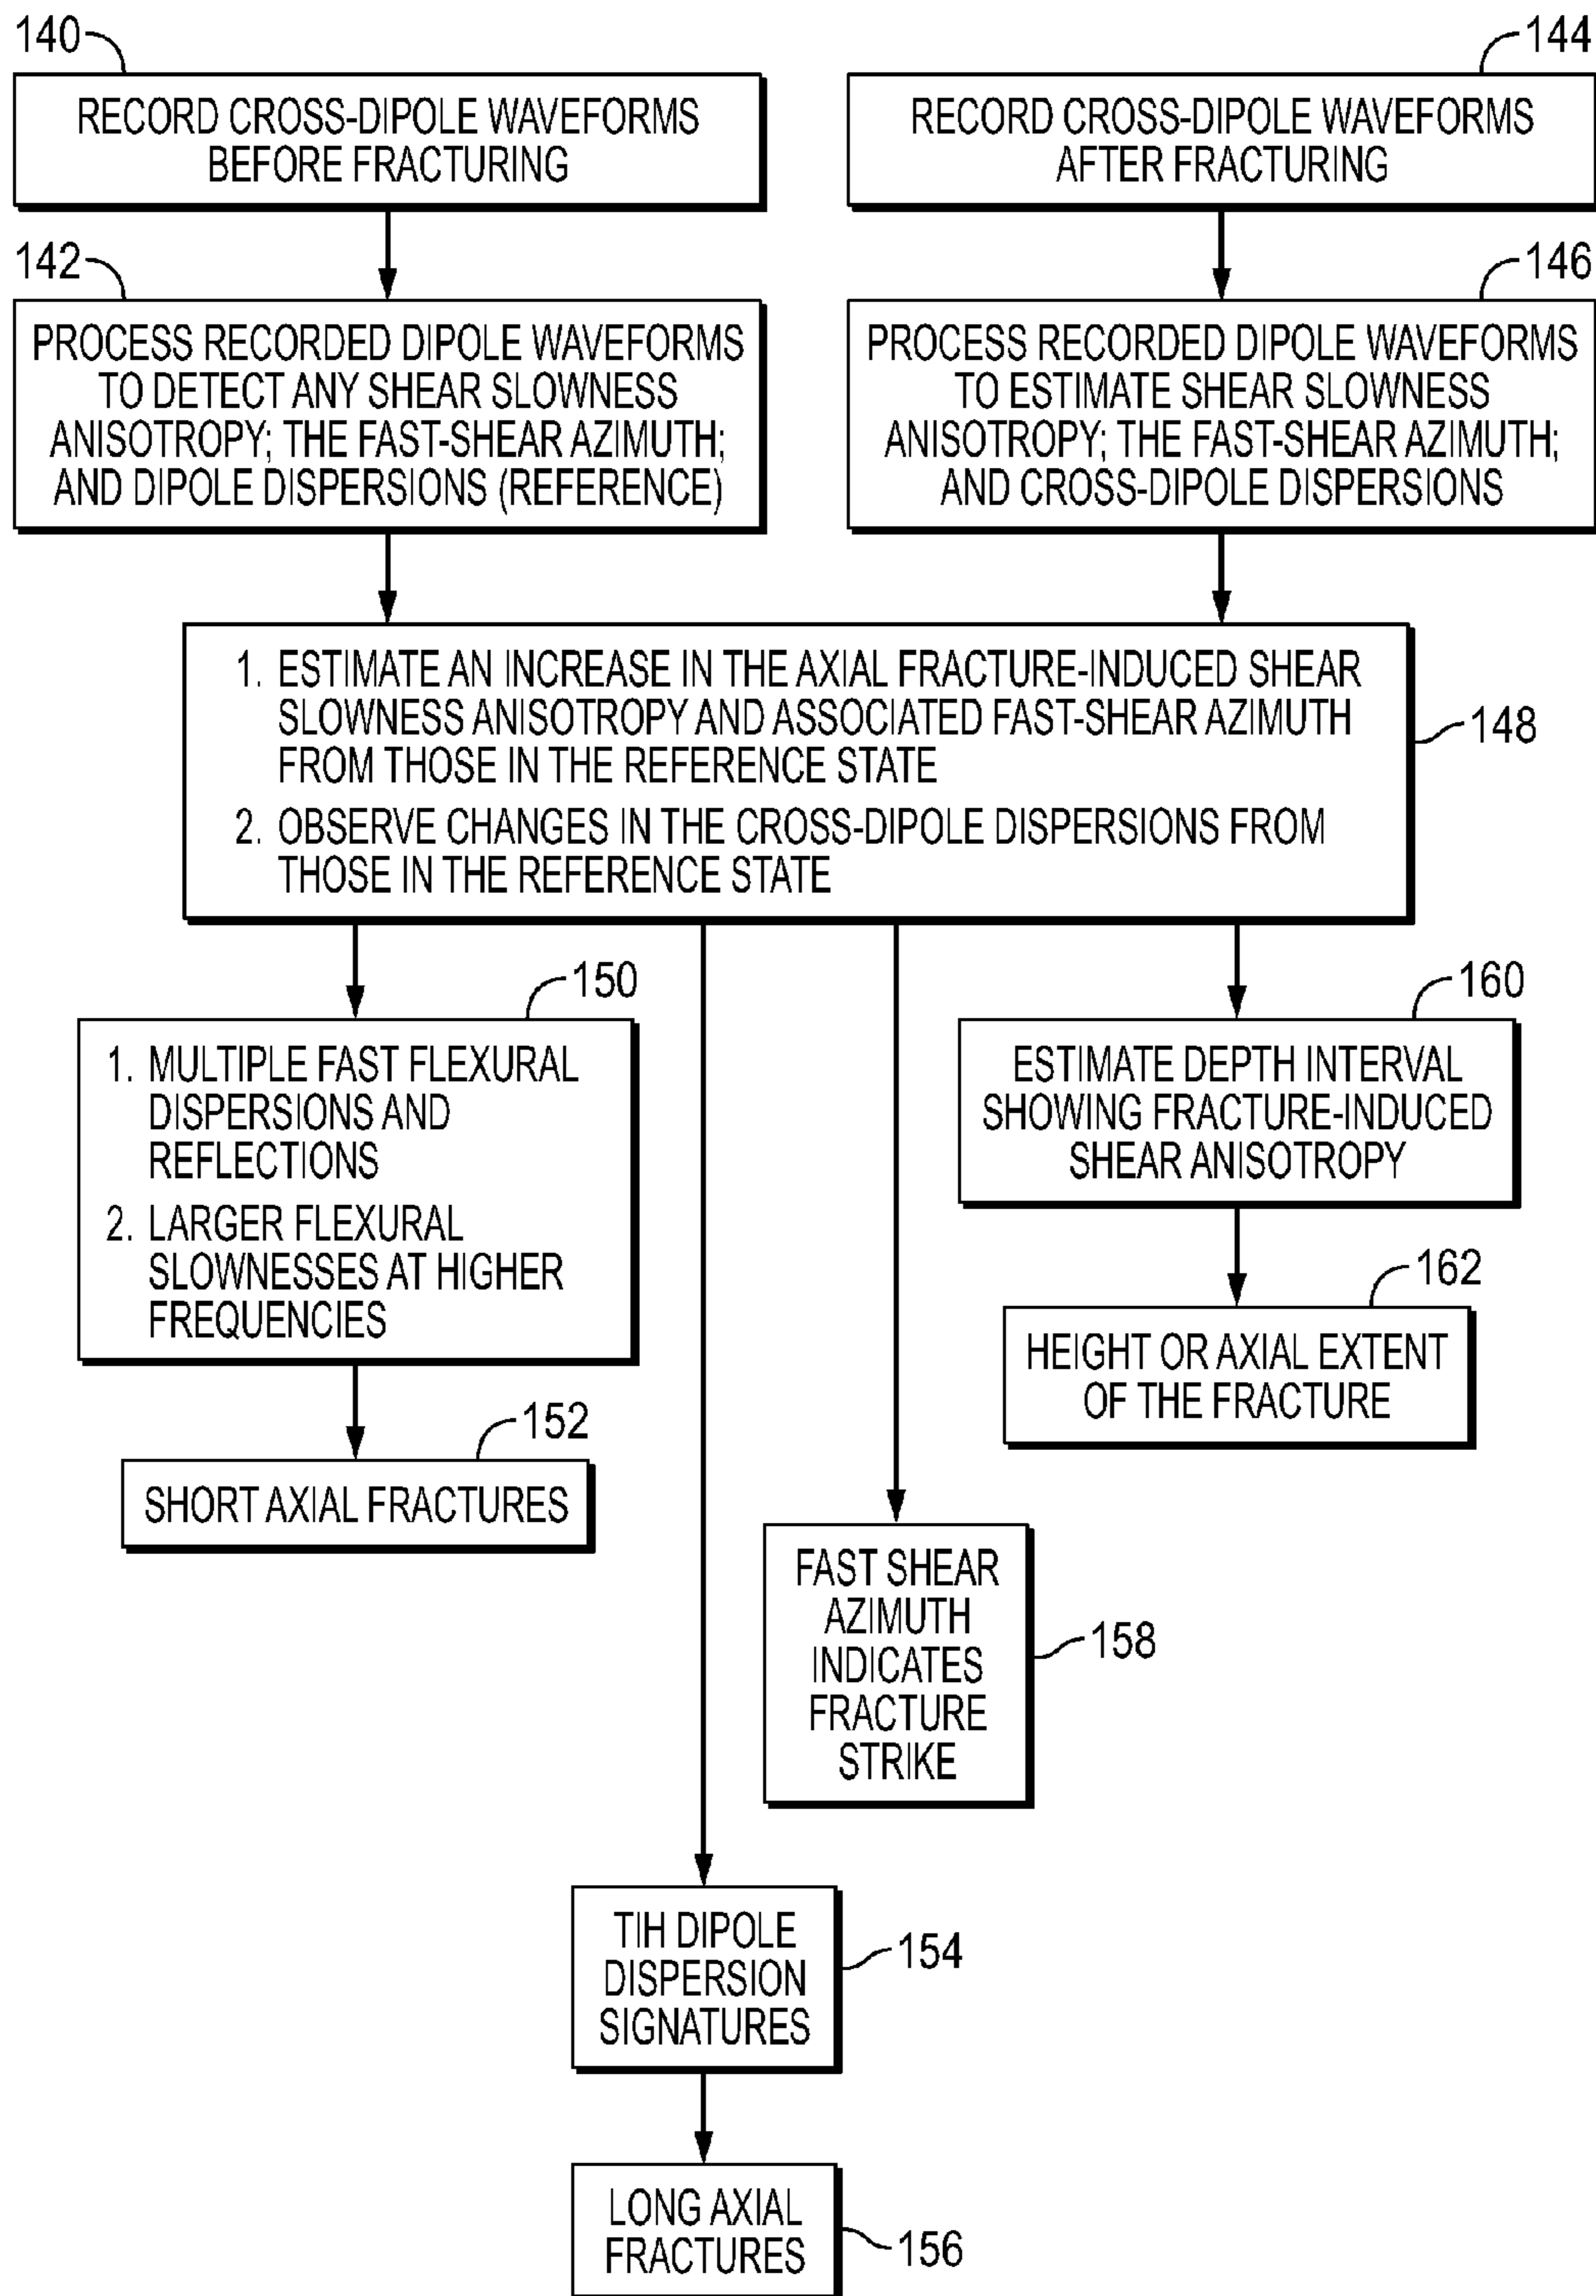 140
RECORD CROSS-DIPOLE WAVEFORMS
BEFORE FRACTURING
144
RECORD CROSS-DIPOLE WAVEFORMS
AFTER FRACTURING
142
PROCESS RECORDED DIPOLE WAVEFORMS
TO DETECT ANY SHEAR SLOWNESS
ANISOTROPY; THE FAST-SHEAR AZIMUTH;
AND DIPOLE DISPERSIONS (REFERENCE)
146
PROCESS RECORDED DIPOLE WAVEFORMS
TO ESTIMATE SHEAR SLOWNESS
ANISOTROPY; THE FAST-SHEAR AZIMUTH;
AND CROSS-DIPOLE DISPERSIONS
1. ESTIMATE AN INCREASE IN THE AXIAL FRACTURE-INDUCED SHEAR
SLOWNESS ANISOTROPY AND ASSOCIATED FAST-SHEAR AZIMUTH
FROM THOSE IN THE REFERENCE STATE
2. OBSERVE CHANGES IN THE CROSS-DIPOLE DISPERSIONS FROM
THOSE IN THE REFERENCE STATE
148
150
1. MULTIPLE FAST FLEXURAL
DISPERSIONS AND
REFLECTIONS
2. LARGER FLEXURAL
SLOWNESSES AT HIGHER
FREQUENCIES
160
ESTIMATE DEPTH INTERVAL
SHOWING FRACTURE-INDUCED
SHEAR ANISOTROPY
162
HEIGHT OR AXIAL EXTENT
OF THE FRACTURE
152
SHORT AXIAL FRACTURES
FAST SHEAR
AZIMUTH
INDICATES
FRACTURE
STRIKE
158
TIH DIPOLE
DISPERSION
SIGNATURES
154
LONG AXIAL
FRACTURES
156